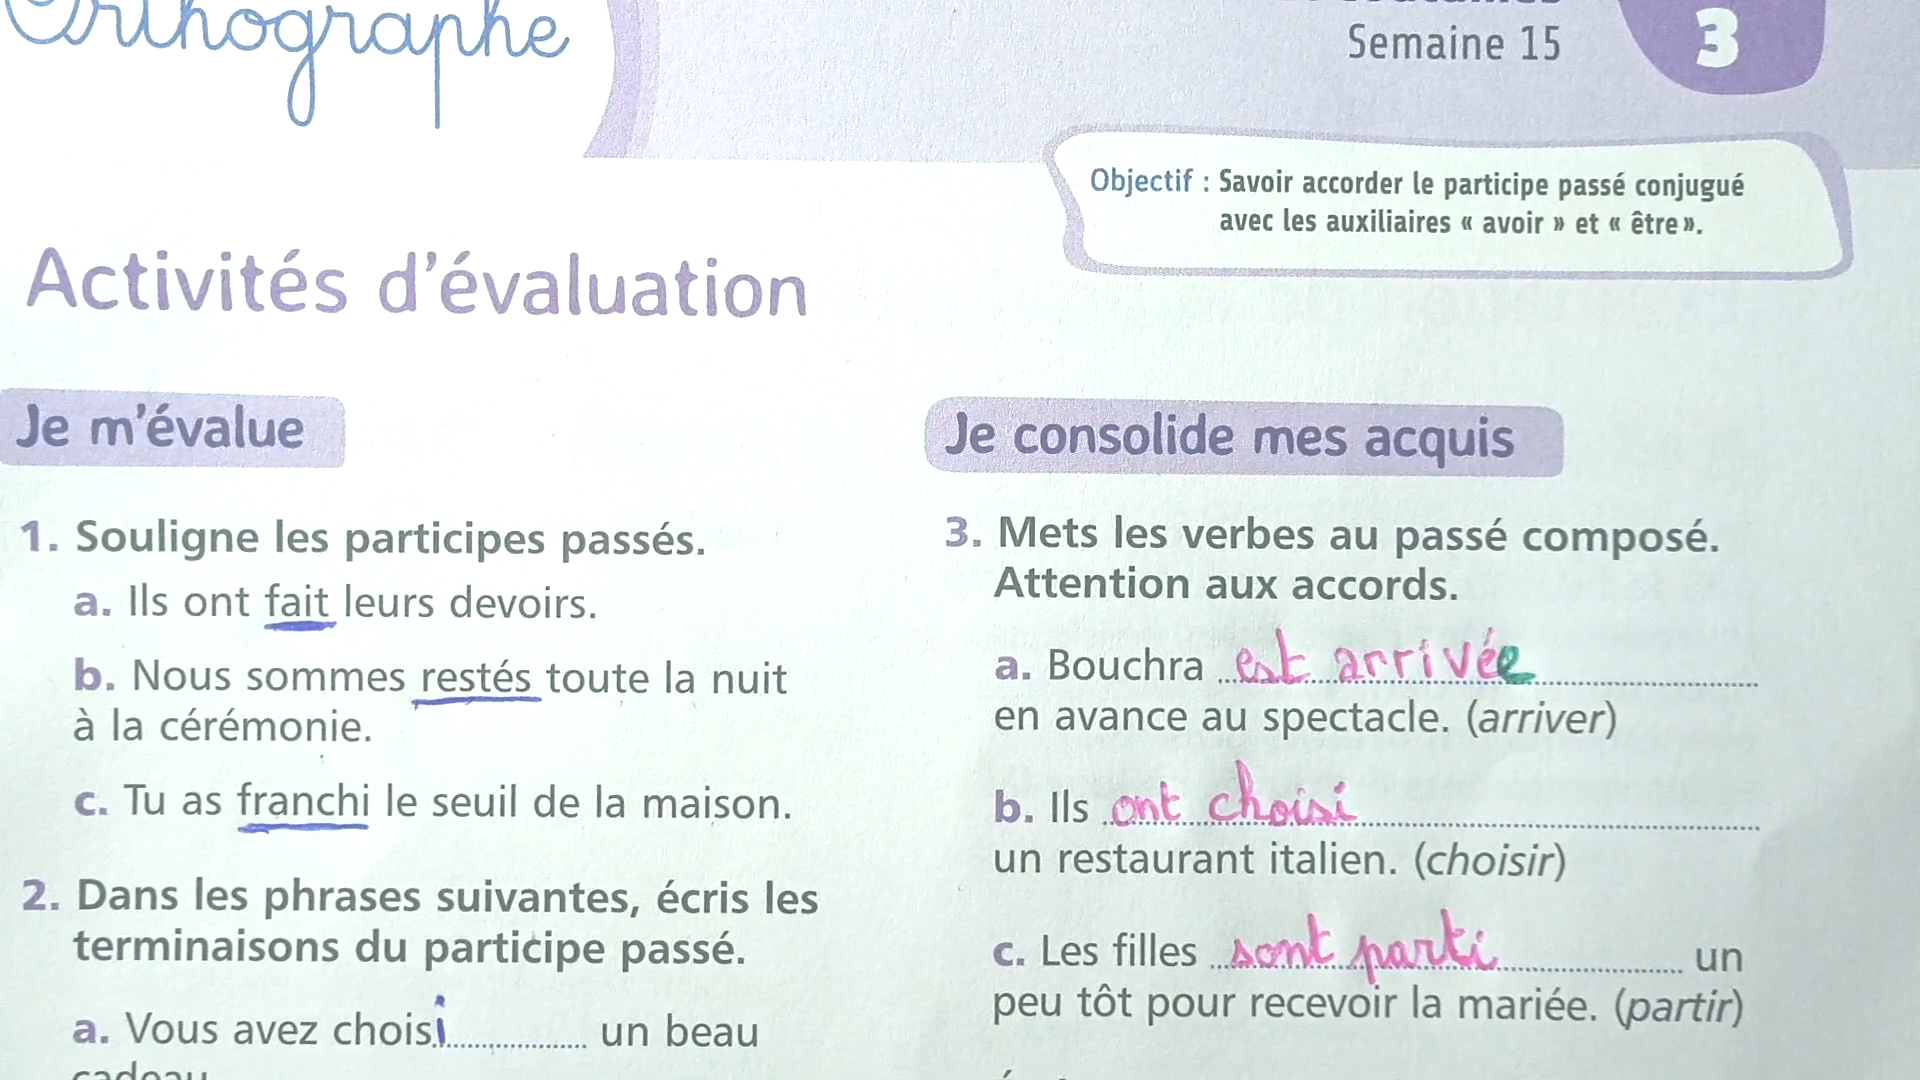 Orthographe
Semaine 15
3
Objectif : Savoir accorder le participe passé conjugué
avec les auxiliaires « avoir » et « être ».
Activités d'évaluation
Je m'évalue
1. Souligne les participes passés.
a. Ils ont fait leurs devoirs.
b. Nous sommes restés toute la nuit
à la cérémonie.
c. Tu as franchi le seuil de la maison.
2. Dans les phrases suivantes, écris les
terminaisons du participe passé.
a. Vous avez choisi un beau
cadeau
Je consolide mes acquis
3. Mets les verbes au passé composé.
Attention aux accords.
a. Bouchra est arrivée
en avance au spectacle. (arriver)
b. Ils ont choisi
un restaurant italien. (choisir)
c. Les filles sont parti un
peu tôt pour recevoir la mariée. (partir)